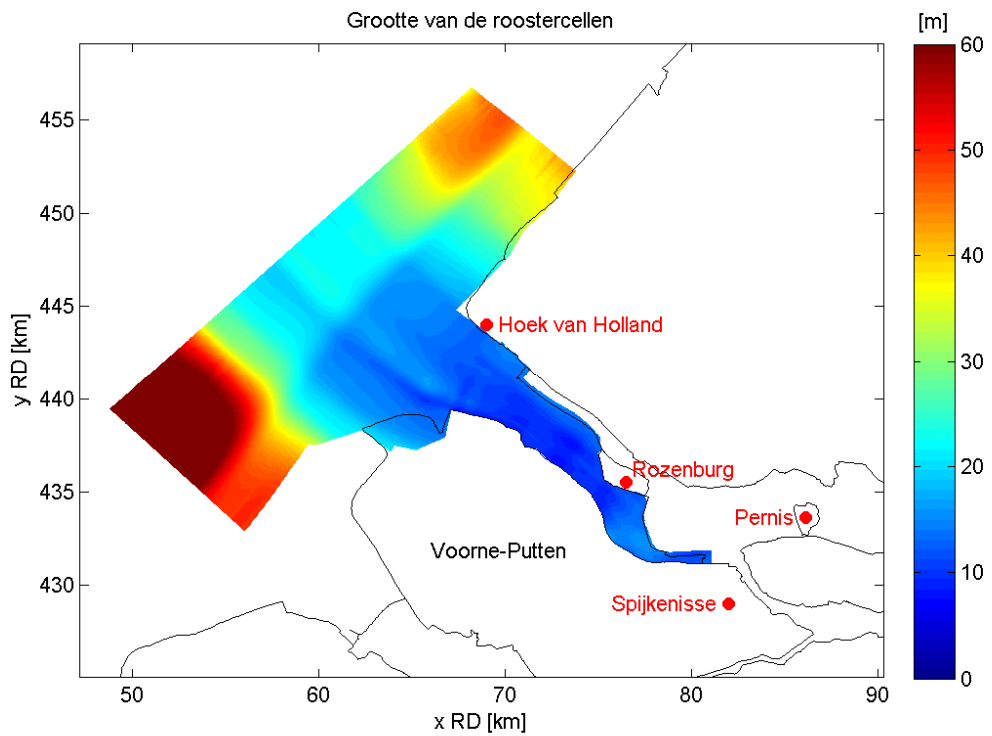 Grootte van de roostercellen
[m]
60
50
40
30
20
10
0
455
450
445
440
435
430
y RD [km]
Hoek van Holland
Rozenburg
Pernis
Voorne-Putten
Spijkenisse
50
60
70
80
90
x RD [km]